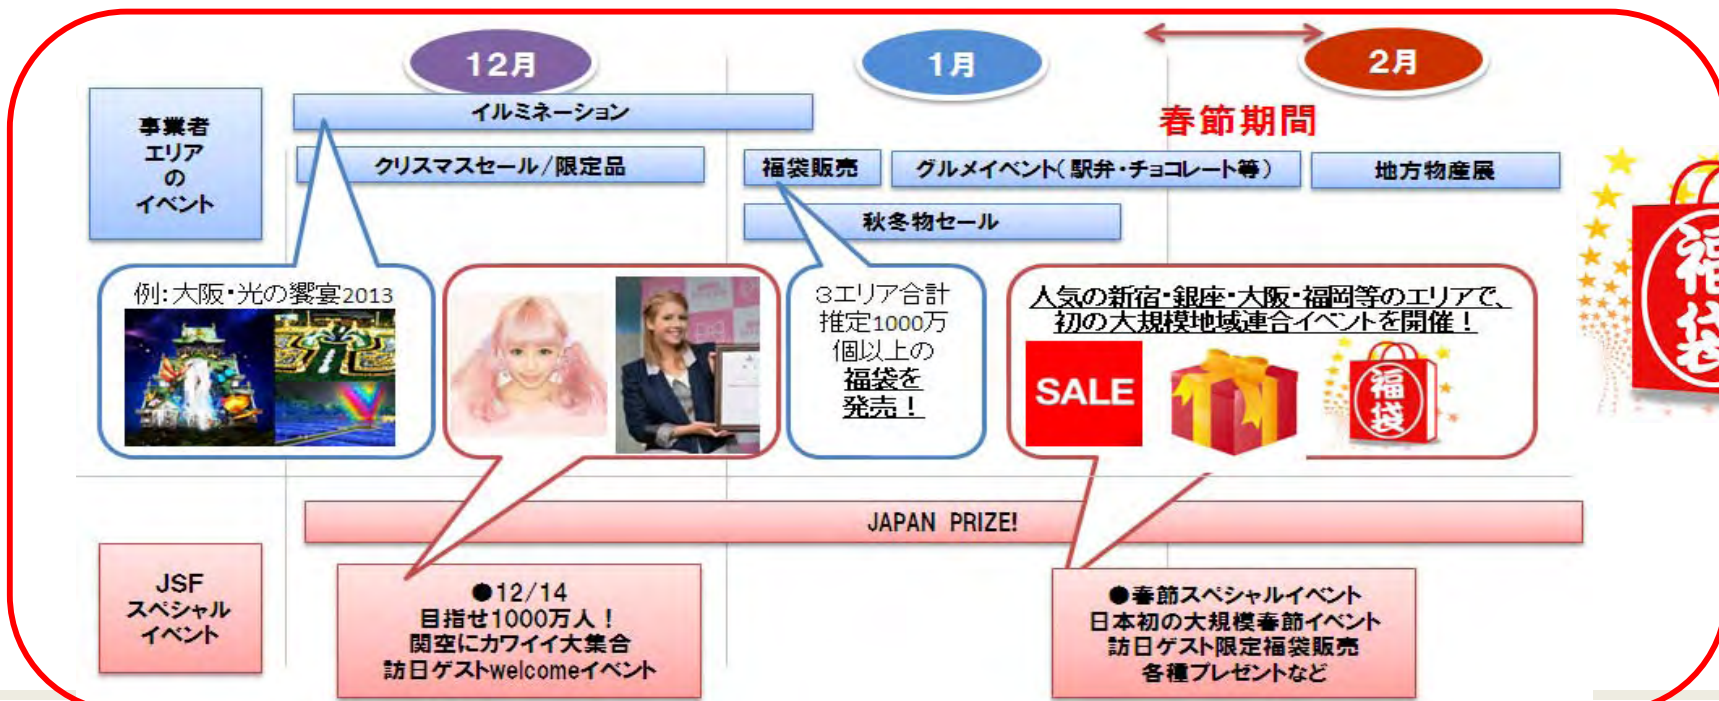 12月
1月
2月
春節期間
事業者
エリア
の
イベント
イルミネーション
クリスマスセール/限定品
福袋販売
グルメイベント(駅弁・チョコレート等)
地方物産展
秋冬物セール
例:大阪・光の饗宴2013
3エリア合計
推定1000万
個以上の
福袋を
発売！
人気の新宿・銀座・大阪・福岡等のエリアで、
初の大規模地域連合イベントを開催！
SALE
福袋
福袋
JAPAN PRIZE!
JSF
スペシャル
イベント
●12/14
目指せ1000万人！
関空にカワイイ大集合
訪日ゲストwelcomeイベント
●春節スペシャルイベント
日本初の大規模春節イベント
訪日ゲスト限定福袋販売
各種プレゼントなど